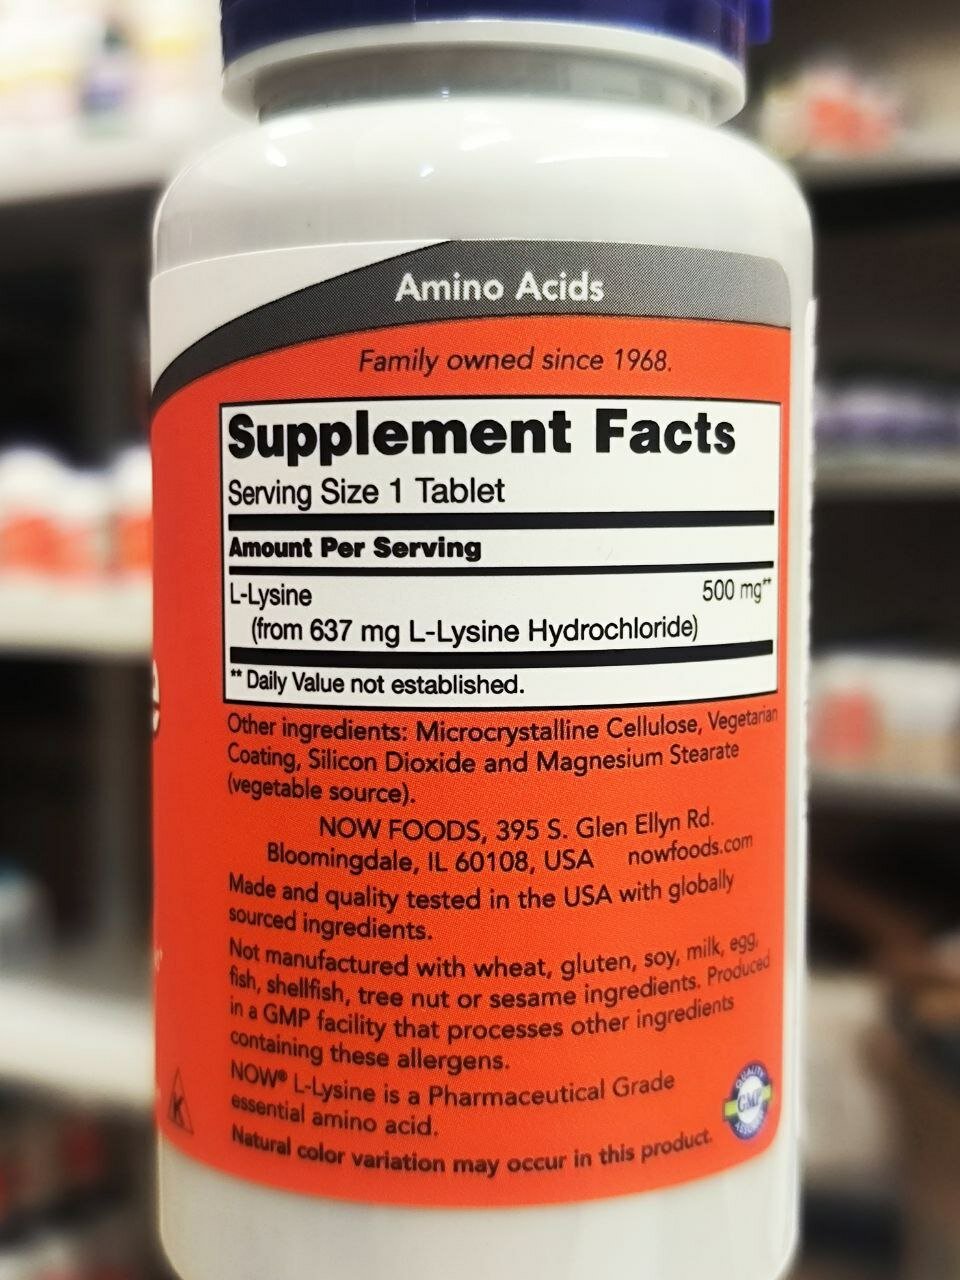 Amino Acids
Family owned since 1968.
Supplement Facts
Serving Size 1 Tablet
Amount Per Serving
L-Lysine 500 mg**
(from 637 mg L-Lysine Hydrochloride)
** Daily Value not established.
Other ingredients: Microcrystalline Cellulose, Vegetarian
Coating, Silicon Dioxide and Magnesium Stearate
(vegetable source).
NOW FOODS, 395 S. Glen Ellyn Rd.
Bloomingdale, IL 60108, USA nowfoods.com
Made and quality tested in the USA with globally
sourced ingredients.
Not manufactured with wheat, gluten, soy, milk, egg,
fish, shellfish, tree nut or sesame ingredients. Produced
in a GMP facility that processes other ingredients
containing these allergens.
NOW® L-Lysine is a Pharmaceutical Grade
essential amino acid.
Natural color variation may occur in this product.
QUALITY
GMP
ASSURED
K
e